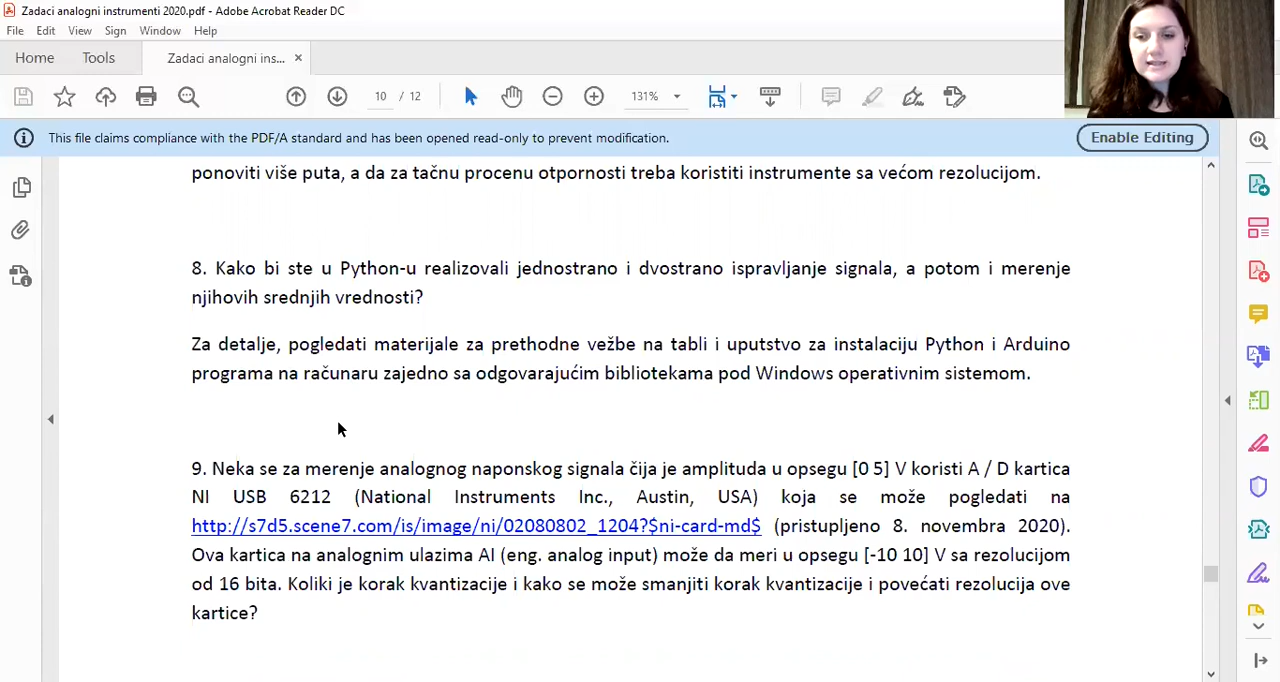 Zadaci analogni instrumenti 2020.pdf - Adobe Acrobat Reader DC
File Edit View Sign Window Help
Home Tools Zadaci analogni ins... ×
10 / 12 131%
This file claims compliance with the PDF/A standard and has been opened read-only to prevent modification. Enable Editing
ponoviti više puta, a da za tačnu procenu otpornosti treba koristiti instrumente sa većom rezolucijom.
8. Kako bi ste u Python-u realizovali jednostrano i dvostrano ispravljanje signala, a potom i merenje
njihovih srednjih vrednosti?
Za detalje, pogledati materijale za prethodne vežbe na tabli i uputstvo za instalaciju Python i Arduino
programa na računaru zajedno sa odgovarajućim bibliotekama pod Windows operativnim sistemom.
9. Neka se za merenje analognog naponskog signala čija je amplituda u opsegu [0 5] V koristi A / D kartica
NI USB 6212 (National Instruments Inc., Austin, USA) koja se može pogledati na
http://s7d5.scene7.com/is/image/ni/02080802_1204?$ni-card-md$ (pristupljeno 8. novembra 2020).
Ova kartica na analognim ulazima AI (eng. analog input) može da meri u opsegu [-10 10] V sa rezolucijom
od 16 bita. Koliki je korak kvantizacije i kako se može smanjiti korak kvantizacije i povećati rezolucija ove
kartice?